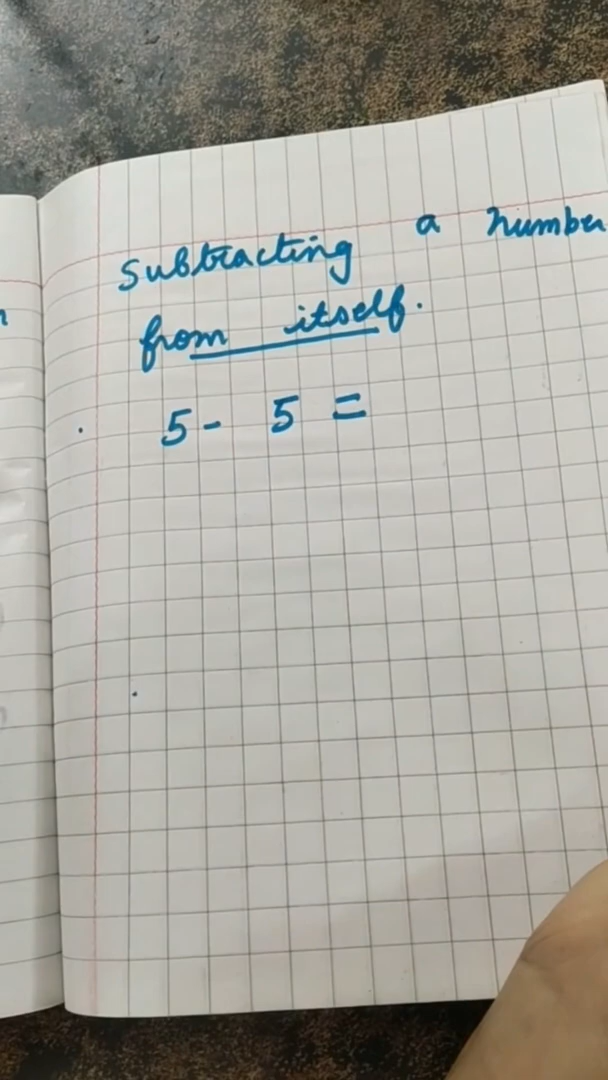 Subtracting a number
from itself.
5 - 5 =